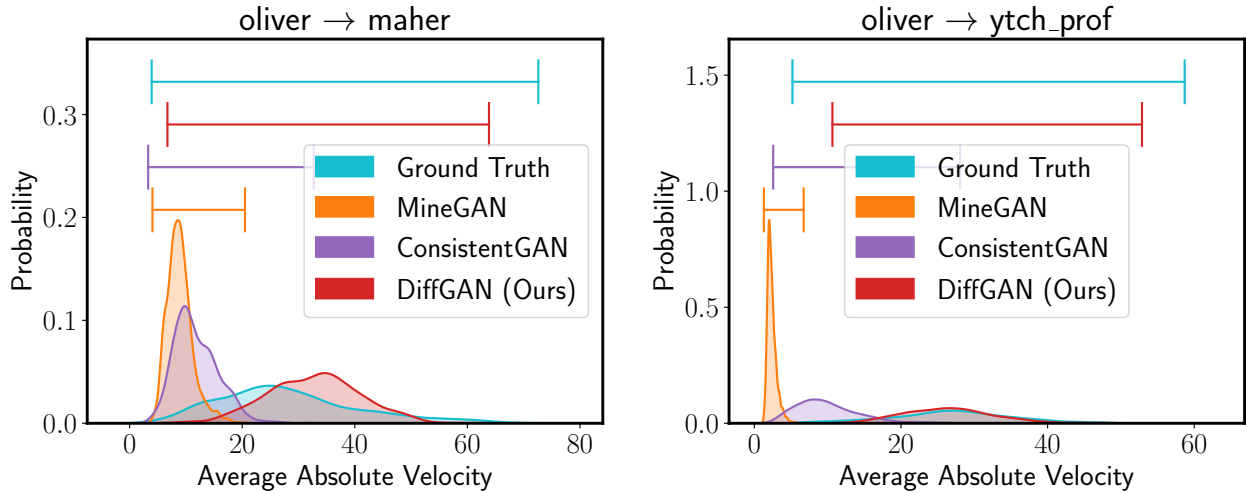 oliver → maher
Probability
0.3
0.2
0.1
0.0
Ground Truth
MineGAN
ConsistentGAN
DiffGAN (Ours)
0
20
40
60
80
Average Absolute Velocity
oliver → ytch_prof
Probability
1.5
1.0
0.5
0.0
Ground Truth
MineGAN
ConsistentGAN
DiffGAN (Ours)
0
20
40
60
Average Absolute Velocity